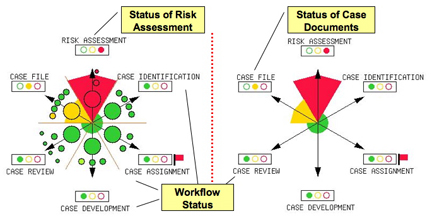 Status of Risk
Assessment
Status of Case
Documents
RISK ASSESSMENT
RISK ASSESSMENT
CASE FILE
CASE IDENTIFICATION
CASE FILE
CASE IDENTIFICATION
CASE REVIEW
CASE ASSIGNMENT
CASE REVIEW
CASE ASSIGNMENT
Workflow
Status
CASE DEVELOPMENT
CASE DEVELOPMENT